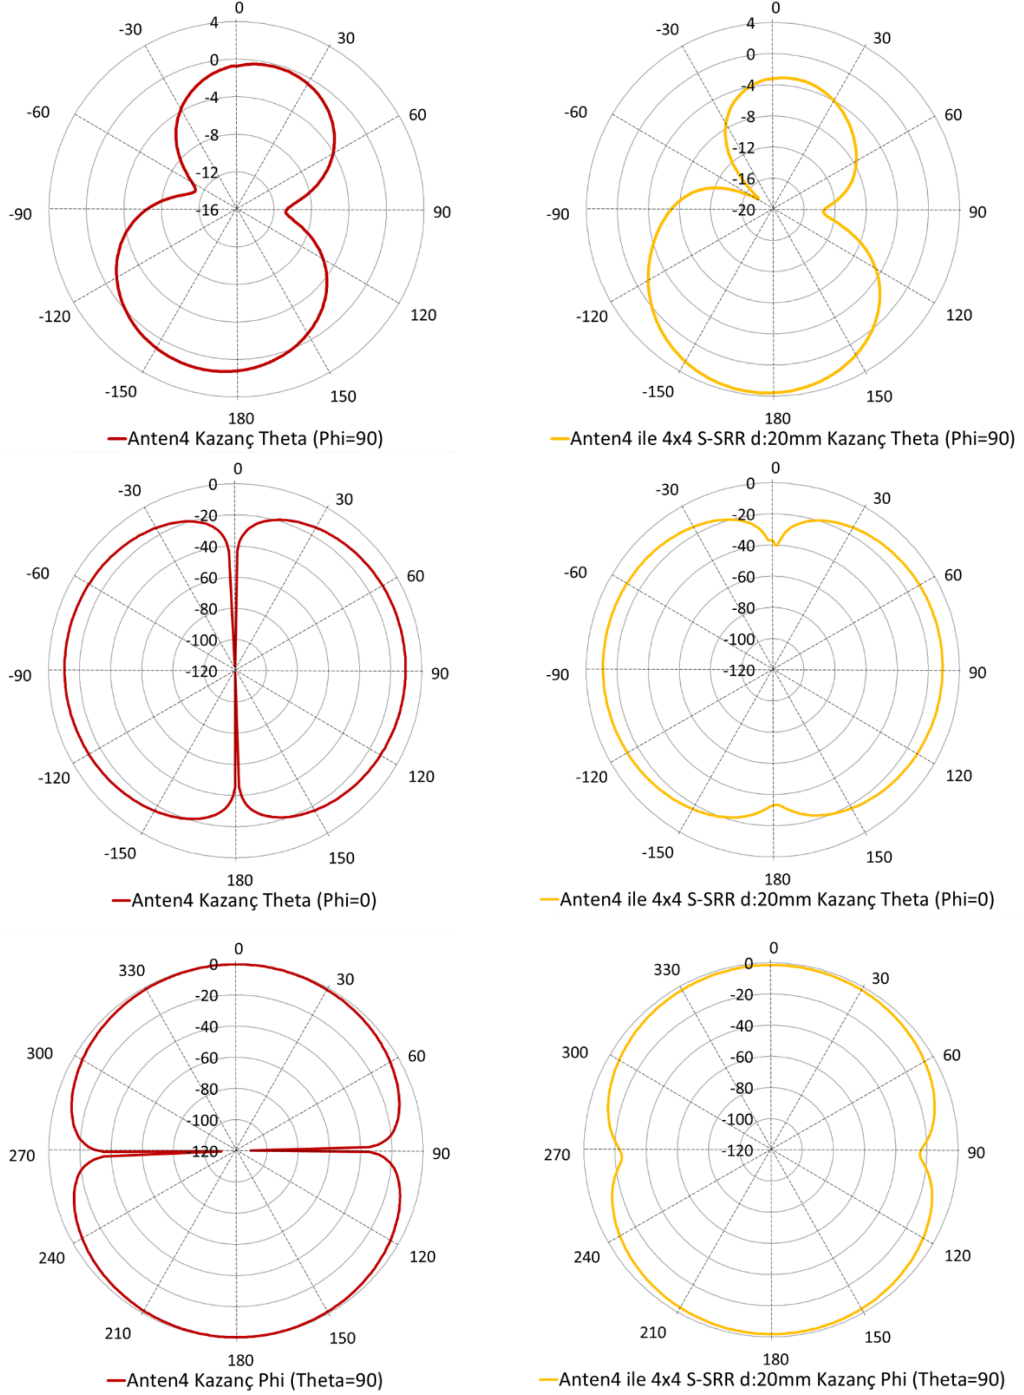 0
-30 4 30
0
-60 -4 60
-8
-12
-90 -16 90
-120 120
-150 150
180
Anten4 Kazanç Theta (Phi=90)
0
-30 4 30
0
-60 -4 60
-8
-12
-16
-90 -20 90
-120 120
-150 150
180
Anten4 ile 4x4 S-SRR d:20mm Kazanç Theta (Phi=90)
0
-30 0 30
-20
-40
-60 -60 60
-80
-100
-90 -120 90
-120 120
-150 150
180
Anten4 Kazanç Theta (Phi=0)
0
-30 0 30
-20
-40
-60 -60 60
-80
-100
-90 -120 90
-120 120
-150 150
180
Anten4 ile 4x4 S-SRR d:20mm Kazanç Theta (Phi=0)
0
330 0 30
-20
-40
300 -60 60
-80
-100
270 -120 90
240 120
210 150
180
Anten4 Kazanç Phi (Theta=90)
0
330 0 30
-20
-40
300 -60 60
-80
-100
270 -120 90
240 120
210 150
180
Anten4 ile 4x4 S-SRR d:20mm Kazanç Phi (Theta=90)